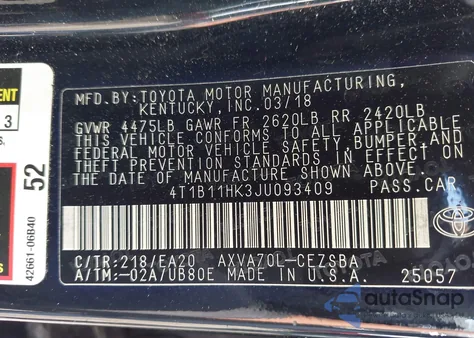 MFD.BY:TOYOTA MOTOR MANUFACTURING,
KENTUCKY, INC.03/18
GVWR 4475LB GAWR FR 2620LB RR 2420LB
THIS VEHICLE CONFORMS TO ALL APPLICABLE
FEDERAL MOTOR VEHICLE SAFETY,BUMPER,AND
THEFT PREVENTION STANDARDS IN EFFECT ON
THE DATE OF MANUFACTURE SHOWN ABOVE.
4T1B11HK3JU093409 PASS.CAR
C/TR:218/EA20 AXVA70L-CEZSBA
A/TM:-02A/UB80E MADE IN U.S.A. 25057
TOYOTA
ENT
3
S.
52
42661-06B40
AutoSnap